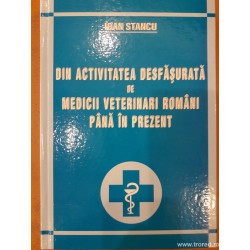 IOAN STANCU
DIN ACTIVITATEA DESFĂȘURATĂ
DE
MEDICII VETERINARI ROMÂNI
PÂNĂ ÎN PREZENT